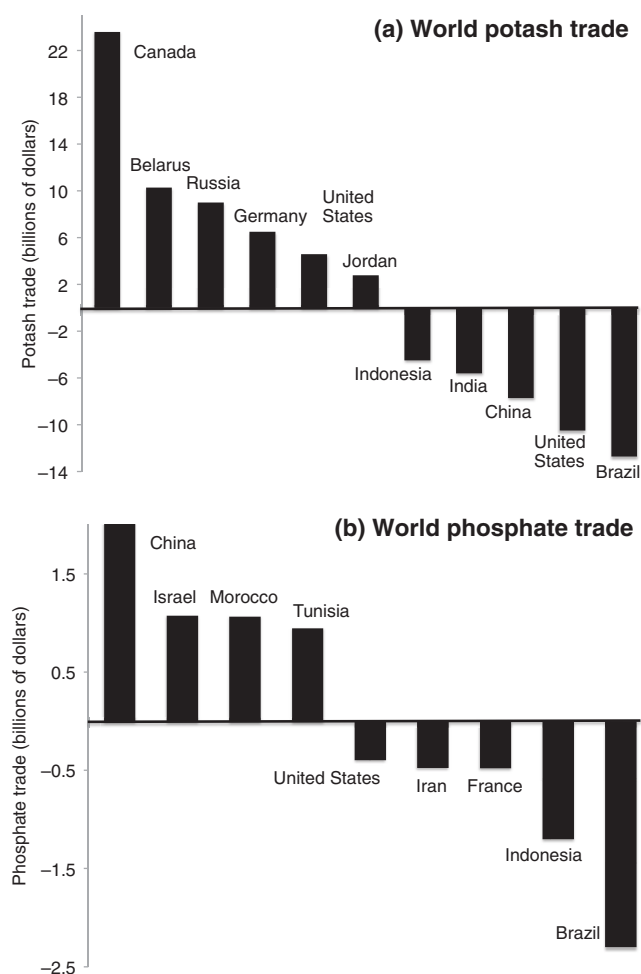 (a) World potash trade
Potash trade (billions of dollars)
22
18
14
10
6
2
−2
−6
−10
−14
Canada
Belarus
Russia
Germany
United
States
Jordan
Indonesia
India
China
United
States
Brazil
(b) World phosphate trade
Phosphate trade (billions of dollars)
1.5
0.5
−0.5
−1.5
−2.5
China
Israel
Morocco
Tunisia
United States
Iran
France
Indonesia
Brazil